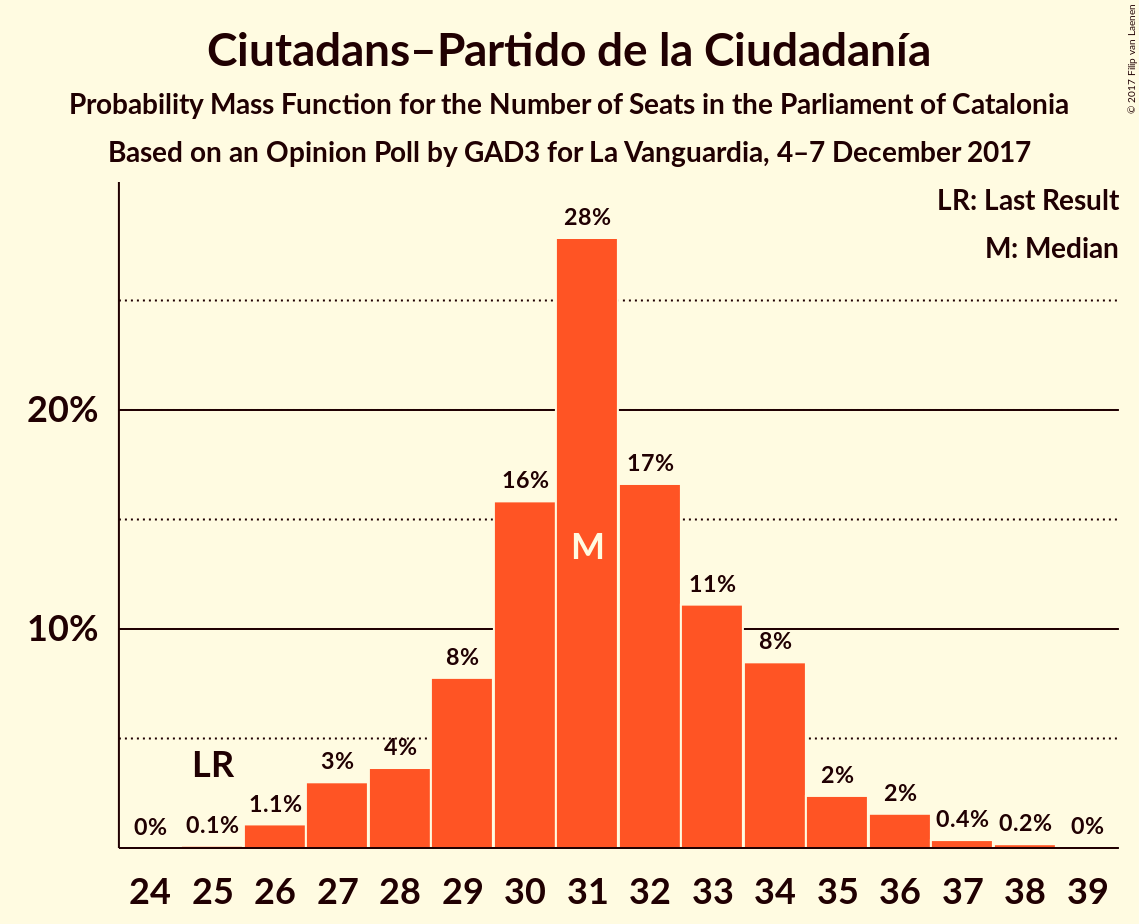 Ciutadans–Partido de la Ciudadanía
Probability Mass Function for the Number of Seats in the Parliament of Catalonia
Based on an Opinion Poll by GAD3 for La Vanguardia, 4–7 December 2017
© 2017 Filip van Laenen
LR: Last Result
M: Median
28%
20%
17%
16%
M
11%
10%
8%
8%
LR
4%
3%
2%
2%
1.1%
0.4%
0.2%
0%
0.1%
0%
24 25 26 27 28 29 30 31 32 33 34 35 36 37 38 39